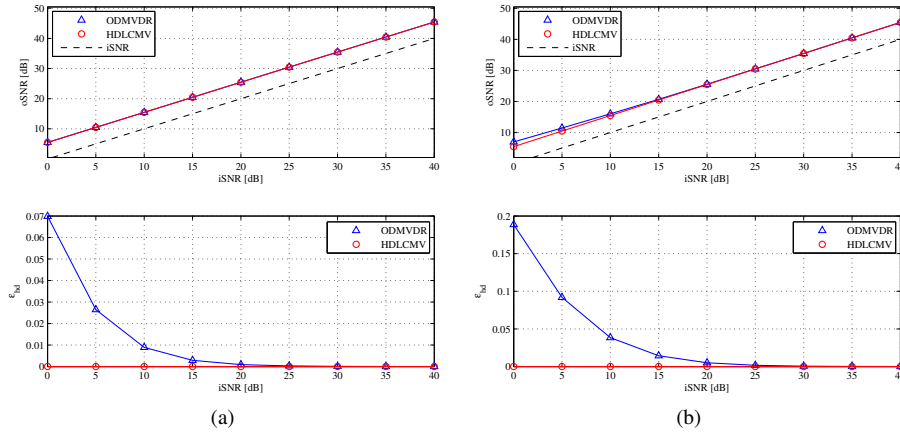 50
40
30
20
10
oSNR [dB]
ODMVDR
HDLCMV
iSNR
0 5 10 15 20 25 30 35 40
iSNR [dB]
0.07
0.06
0.05
0.04
0.03
0.02
0.01
0
ε_hd
ODMVDR
HDLCMV
0 5 10 15 20 25 30 35 40
iSNR [dB]
(a)
50
40
30
20
10
oSNR [dB]
ODMVDR
HDLCMV
iSNR
0 5 10 15 20 25 30 35 40
iSNR [dB]
0.2
0.15
0.1
0.05
0
ε_hd
ODMVDR
HDLCMV
0 5 10 15 20 25 30 35 40
iSNR [dB]
(b)